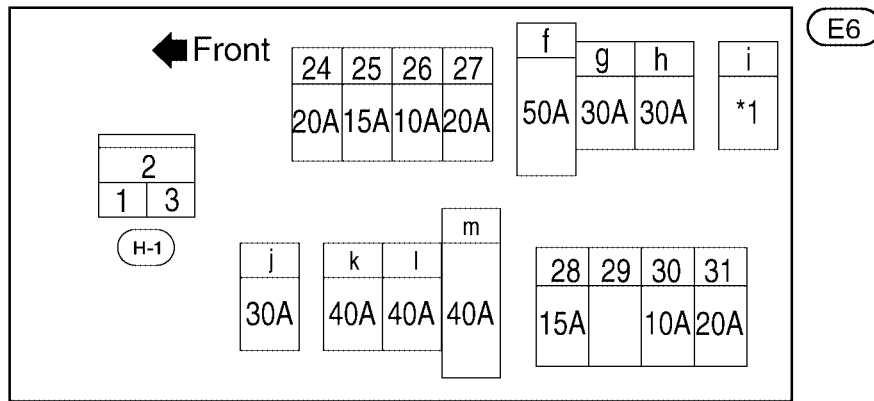 E6
Front
f
g h i
24 25 26 27
20A 15A 10A 20A
50A 30A 30A *1
2
1 3
H-1
m
j k l
30A 40A 40A 40A
28 29 30 31
15A 10A 20A